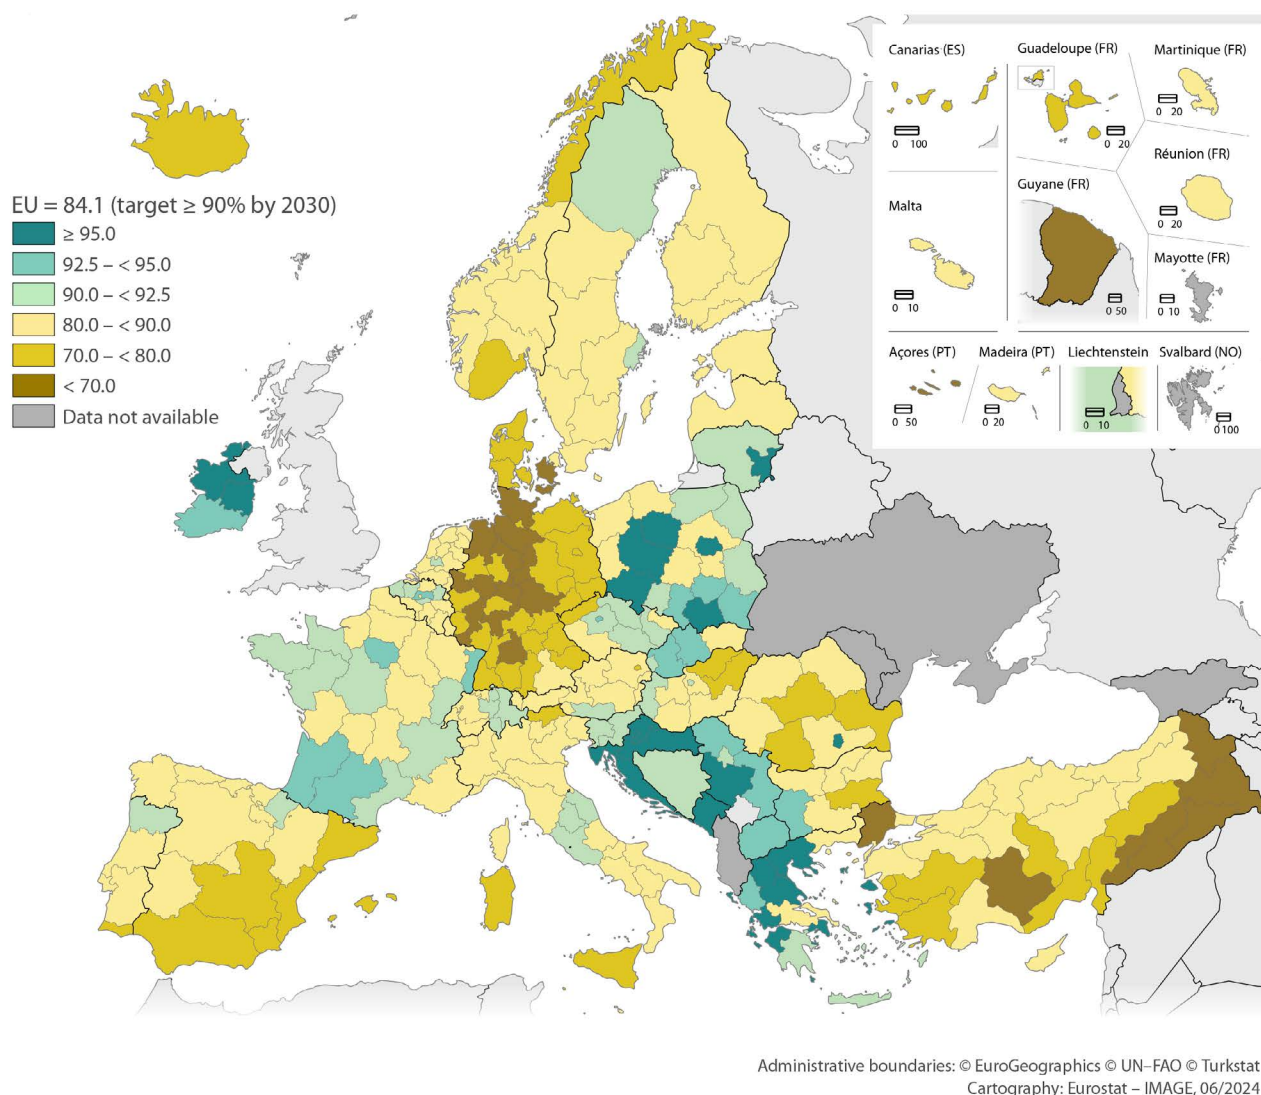 EU = 84.1 (target ≥ 90% by 2030)
≥ 95.0
92.5 – < 95.0
90.0 – < 92.5
80.0 – < 90.0
70.0 – < 80.0
< 70.0
Data not available
Canarias (ES)
0 100
Guadeloupe (FR)
0 20
Martinique (FR)
0 20
Réunion (FR)
0 20
Malta
0 10
Guyane (FR)
0 50
Mayotte (FR)
0 10
Açores (PT)
0 50
Madeira (PT)
0 20
Liechtenstein
0 10
Svalbard (NO)
0 100
Administrative boundaries: © EuroGeographics © UN–FAO © Turkstat
Cartography: Eurostat – IMAGE, 06/2024